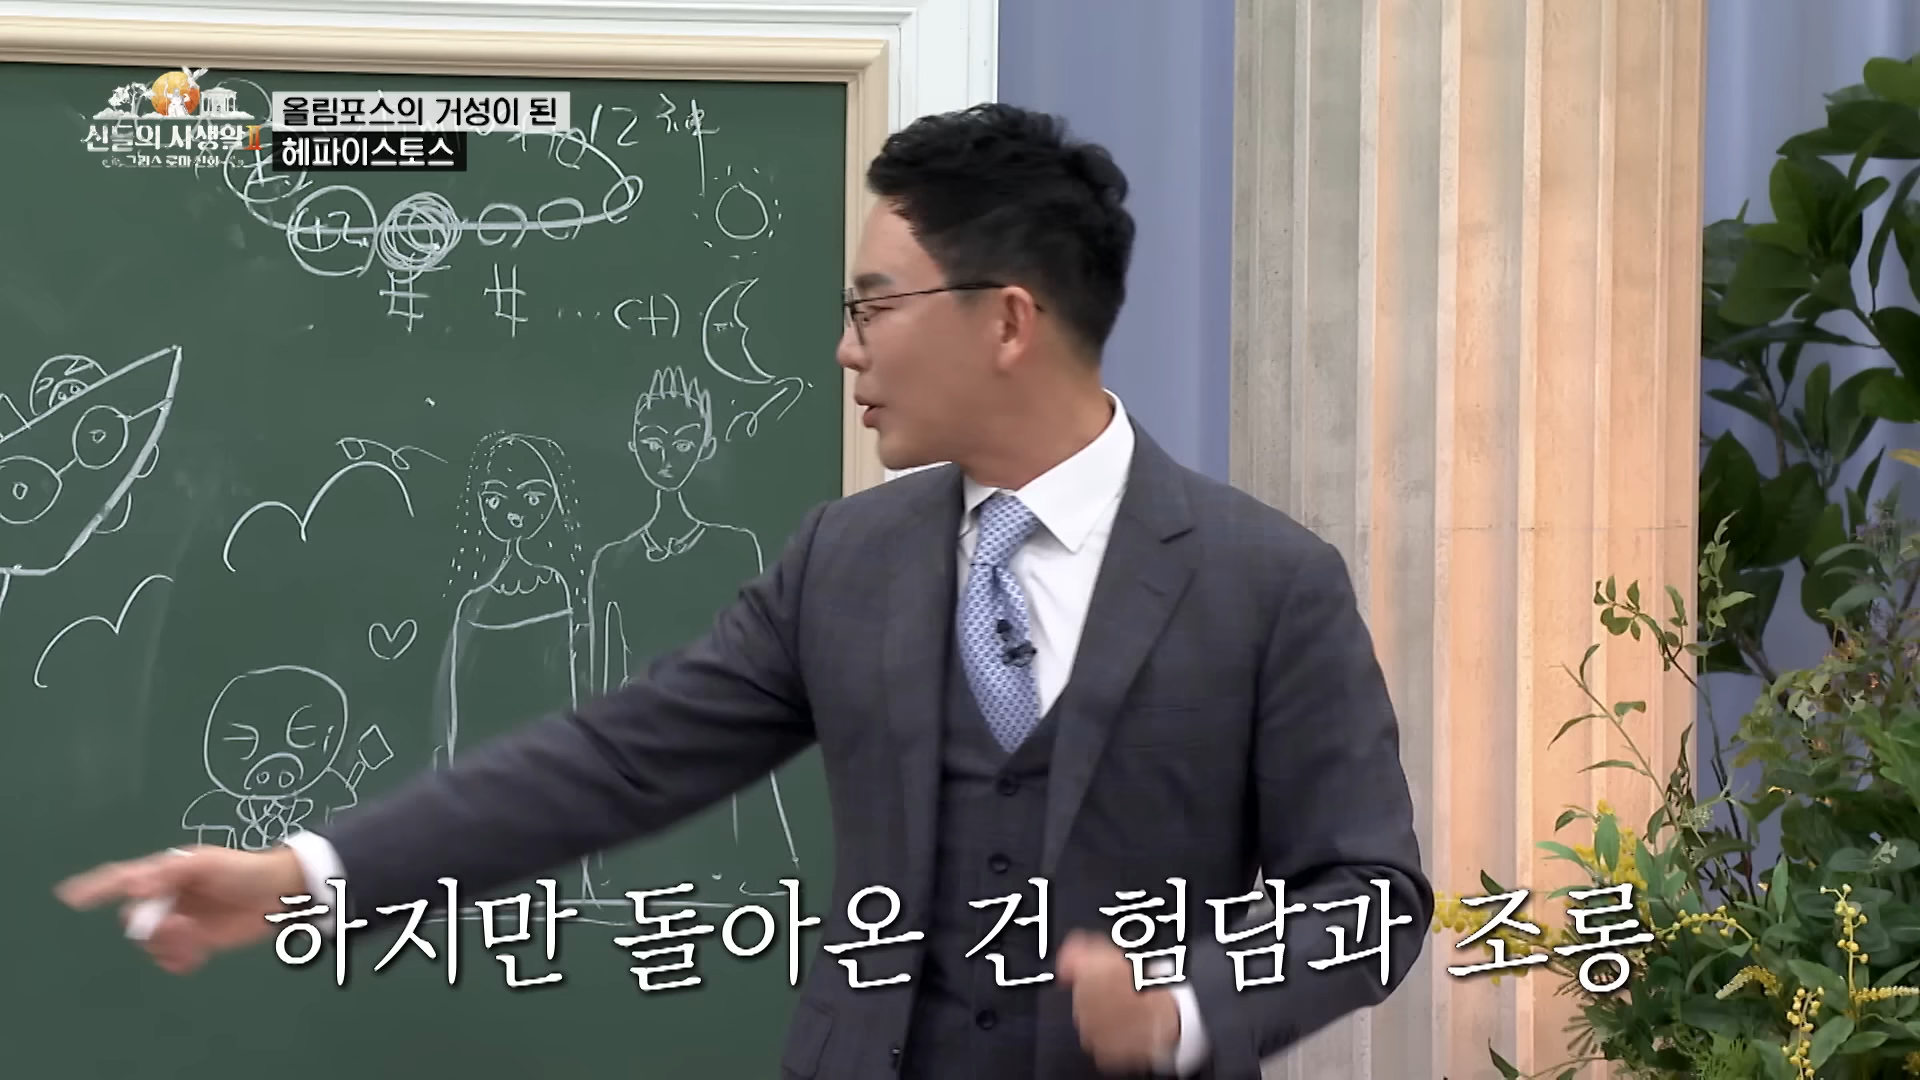 신들의 사생활 II
그리스 로마 신화
올림포스의 거성이 된
헤파이스토스
12神
하지만 돌아온 건 험담과 조롱